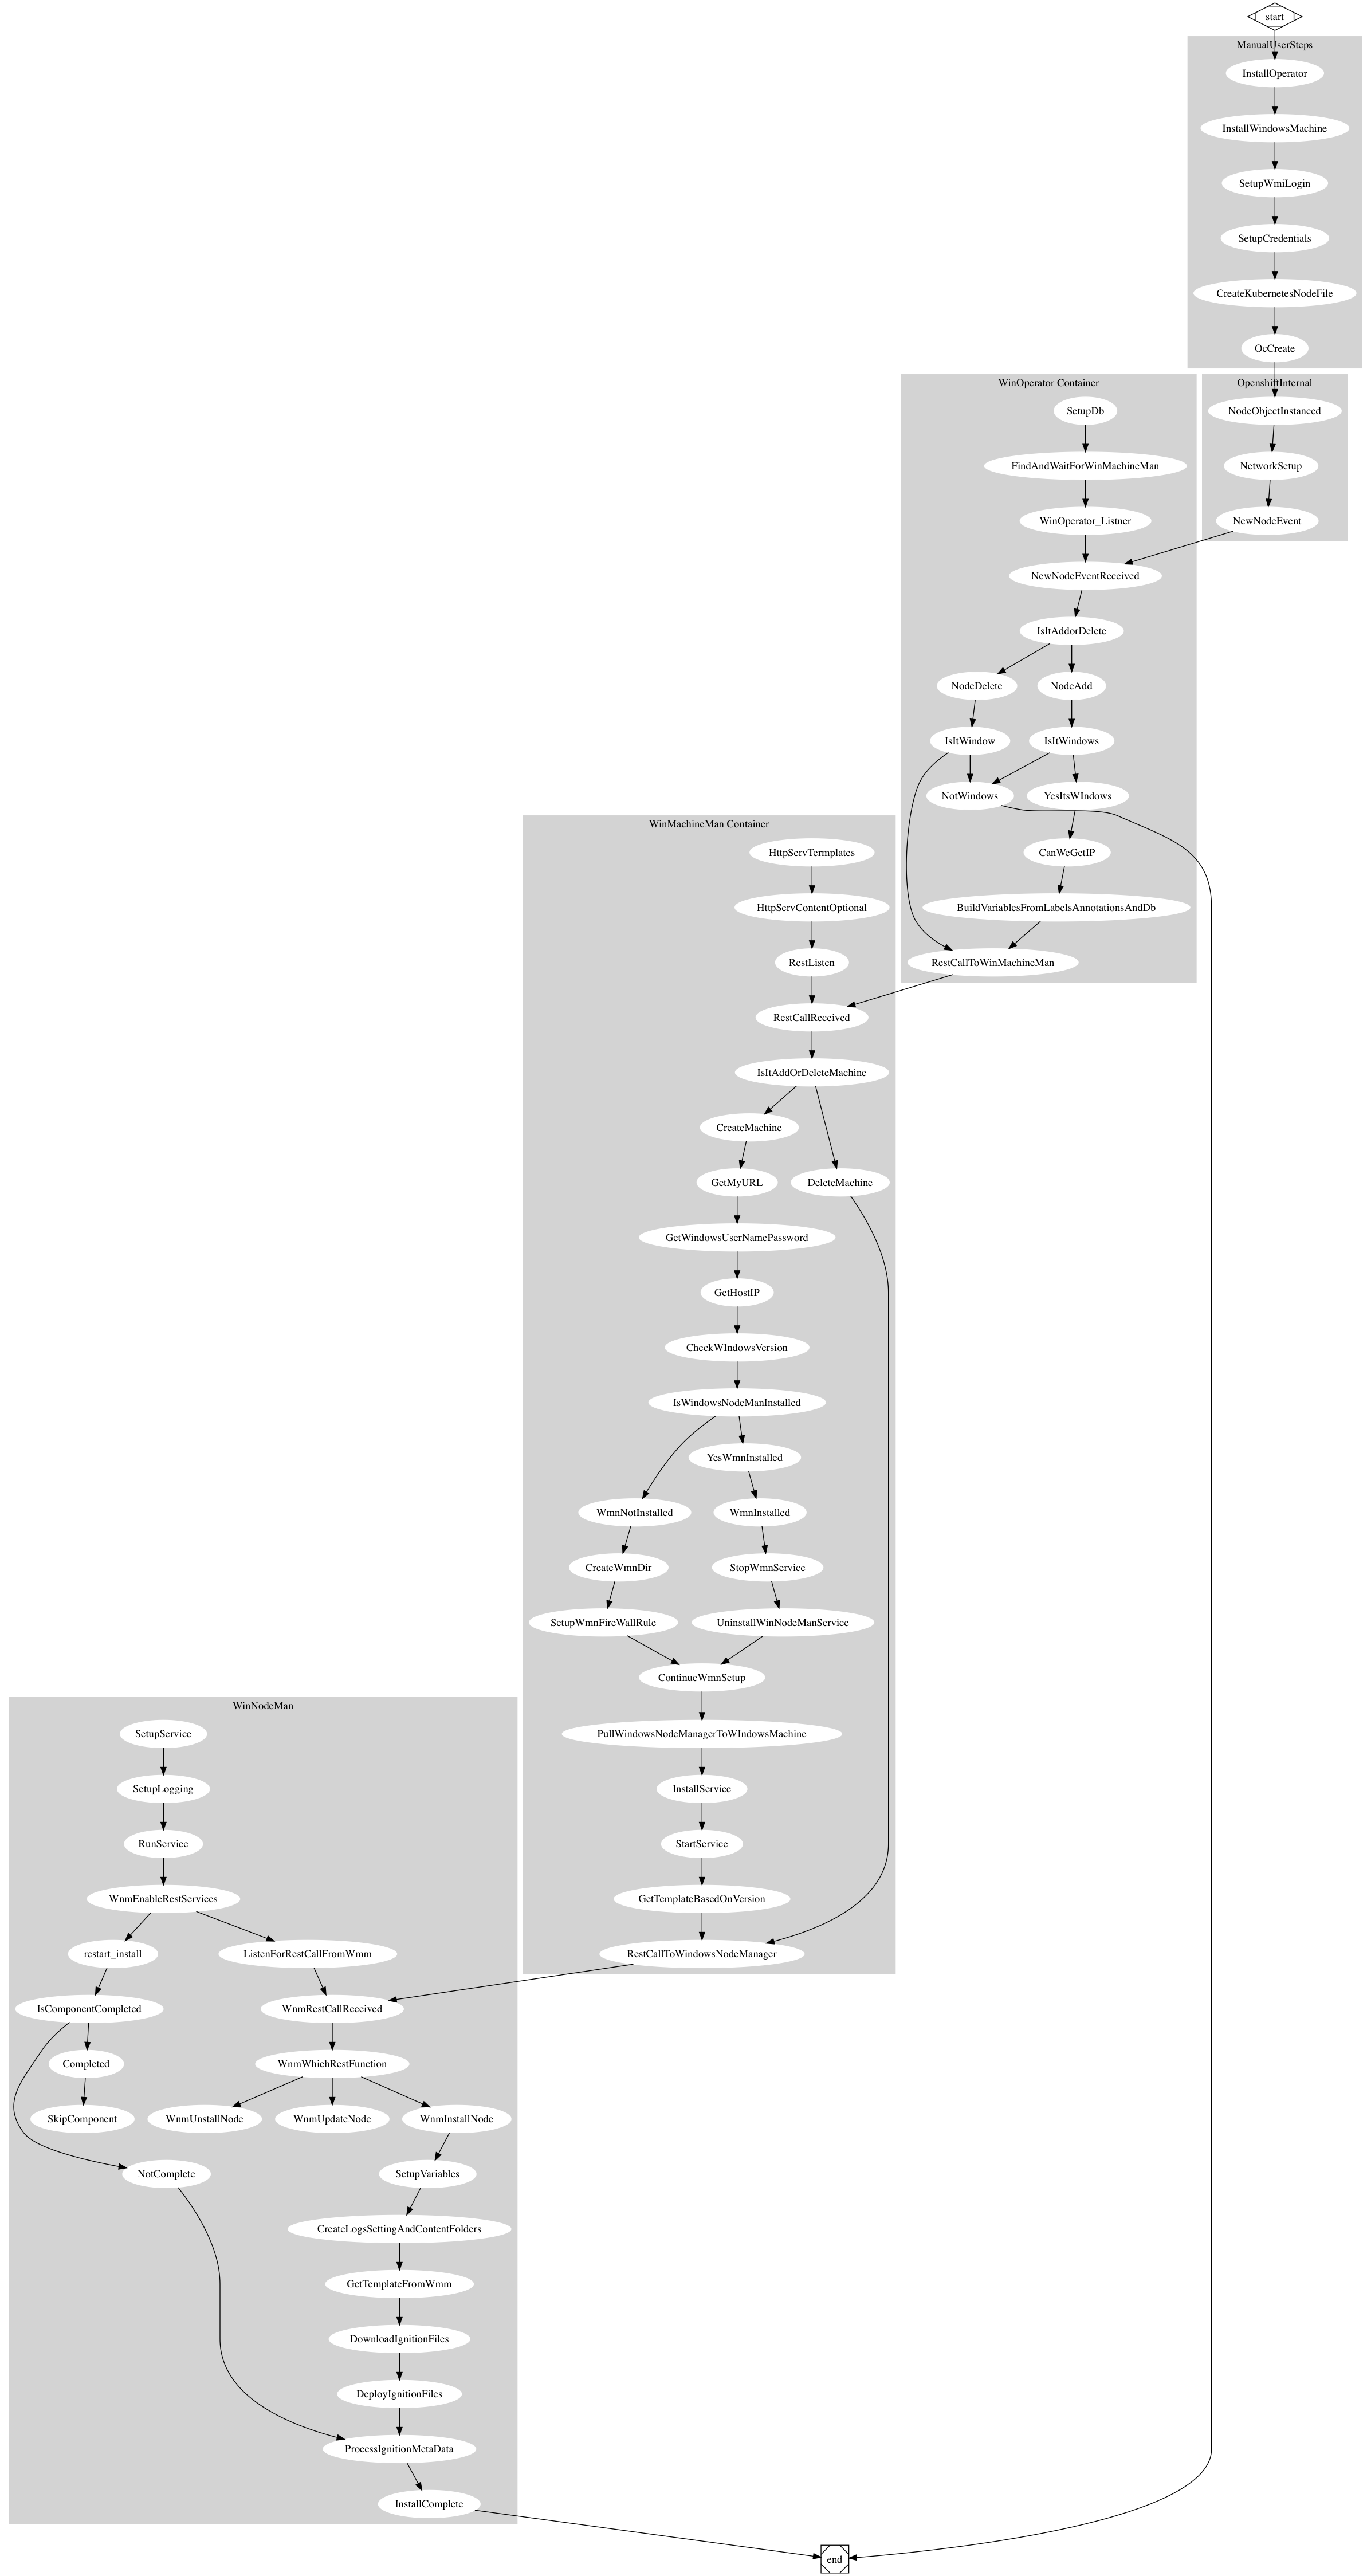 start
ManualUserSteps
InstallOperator
InstallWindowsMachine
SetupWmiLogin
SetupCredentials
CreateKubernetesNodeFile
OcCreate
OpenshiftInternal
NodeObjectInstanced
NetworkSetup
NewNodeEvent
WinOperator Container
SetupDb
FindAndWaitForWinMachineMan
WinOperator_Listner
NewNodeEventReceived
IsItAddorDelete
NodeDelete
NodeAdd
IsItWindow
IsItWindows
NotWindows
YesItsWIndows
CanWeGetIP
BuildVariablesFromLabelsAnnotationsAndDb
RestCallToWinMachineMan
WinMachineMan Container
HttpServTermplates
HttpServContentOptional
RestListen
RestCallReceived
IsItAddOrDeleteMachine
CreateMachine
GetMyURL
DeleteMachine
GetWindowsUserNamePassword
GetHostIP
CheckWIndowsVersion
IsWindowsNodeManInstalled
YesWmnInstalled
WmnNotInstalled
WmnInstalled
CreateWmnDir
StopWmnService
SetupWmnFireWallRule
UninstallWinNodeManService
ContinueWmnSetup
PullWindowsNodeManagerToWIndowsMachine
InstallService
StartService
GetTemplateBasedOnVersion
RestCallToWindowsNodeManager
WinNodeMan
SetupService
SetupLogging
RunService
WnmEnableRestServices
restart_install
ListenForRestCallFromWmm
IsComponentCompleted
WnmRestCallReceived
Completed
WnmWhichRestFunction
SkipComponent
WnmUnstallNode
WnmUpdateNode
WnmInstallNode
NotComplete
SetupVariables
CreateLogsSettingAndContentFolders
GetTemplateFromWmm
DownloadIgnitionFiles
DeployIgnitionFiles
ProcessIgnitionMetaData
InstallComplete
end